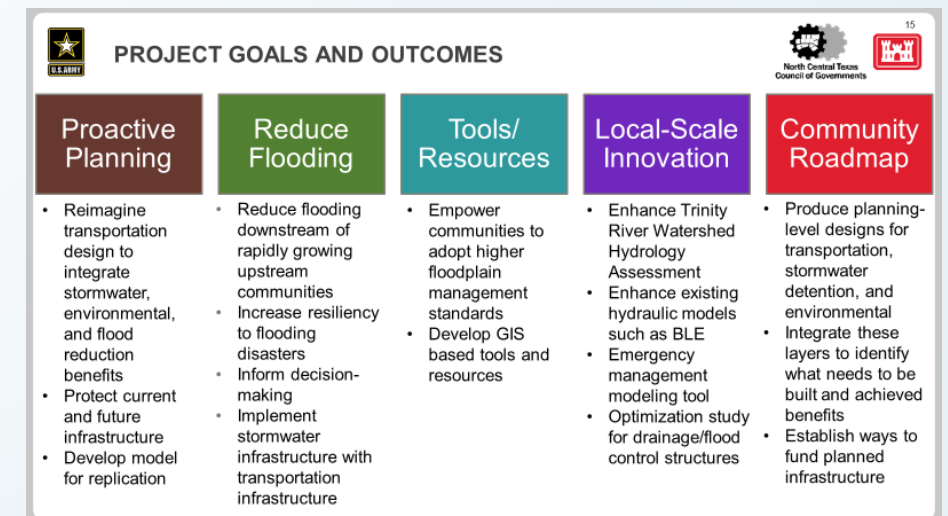 15
U.S.ARMY
PROJECT GOALS AND OUTCOMES
North Central Texas
Council of Governments
Proactive
Planning
• Reimagine
transportation
design to
integrate
stormwater,
environmental,
and flood
reduction
benefits
• Protect current
and future
infrastructure
• Develop model
for replication
Reduce
Flooding
• Reduce flooding
downstream of
rapidly growing
upstream
communities
• Increase resiliency
to flooding
disasters
• Inform decision-
making
• Implement
stormwater
infrastructure with
transportation
infrastructure
Tools/
Resources
• Empower
communities to
adopt higher
floodplain
management
standards
• Develop GIS
based tools and
resources
Local-Scale
Innovation
• Enhance Trinity
River Watershed
Hydrology
Assessment
• Enhance existing
hydraulic models
such as BLE
• Emergency
management
modeling tool
• Optimization study
for drainage/flood
control structures
Community
Roadmap
• Produce planning-
level designs for
transportation,
stormwater
detention, and
environmental
• Integrate these
layers to identify
what needs to be
built and achieved
benefits
• Establish ways to
fund planned
infrastructure